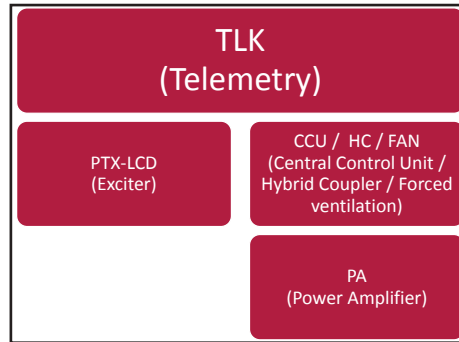 TLK
(Telemetry)
PTX-LCD
(Exciter)
CCU / HC / FAN
(Central Control Unit /
Hybrid Coupler / Forced
ventilation)
PA
(Power Amplifier)